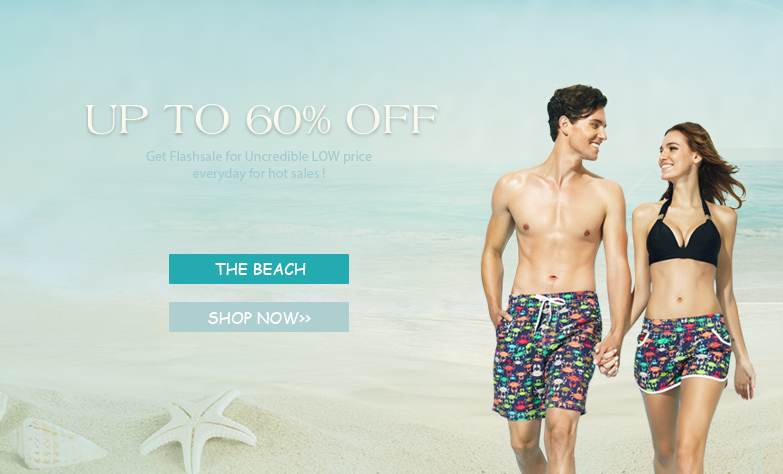 UP TO 60% OFF
Get Flashsale for Uncredible LOW price
everyday for hot sales !
THE BEACH
SHOP NOW>>